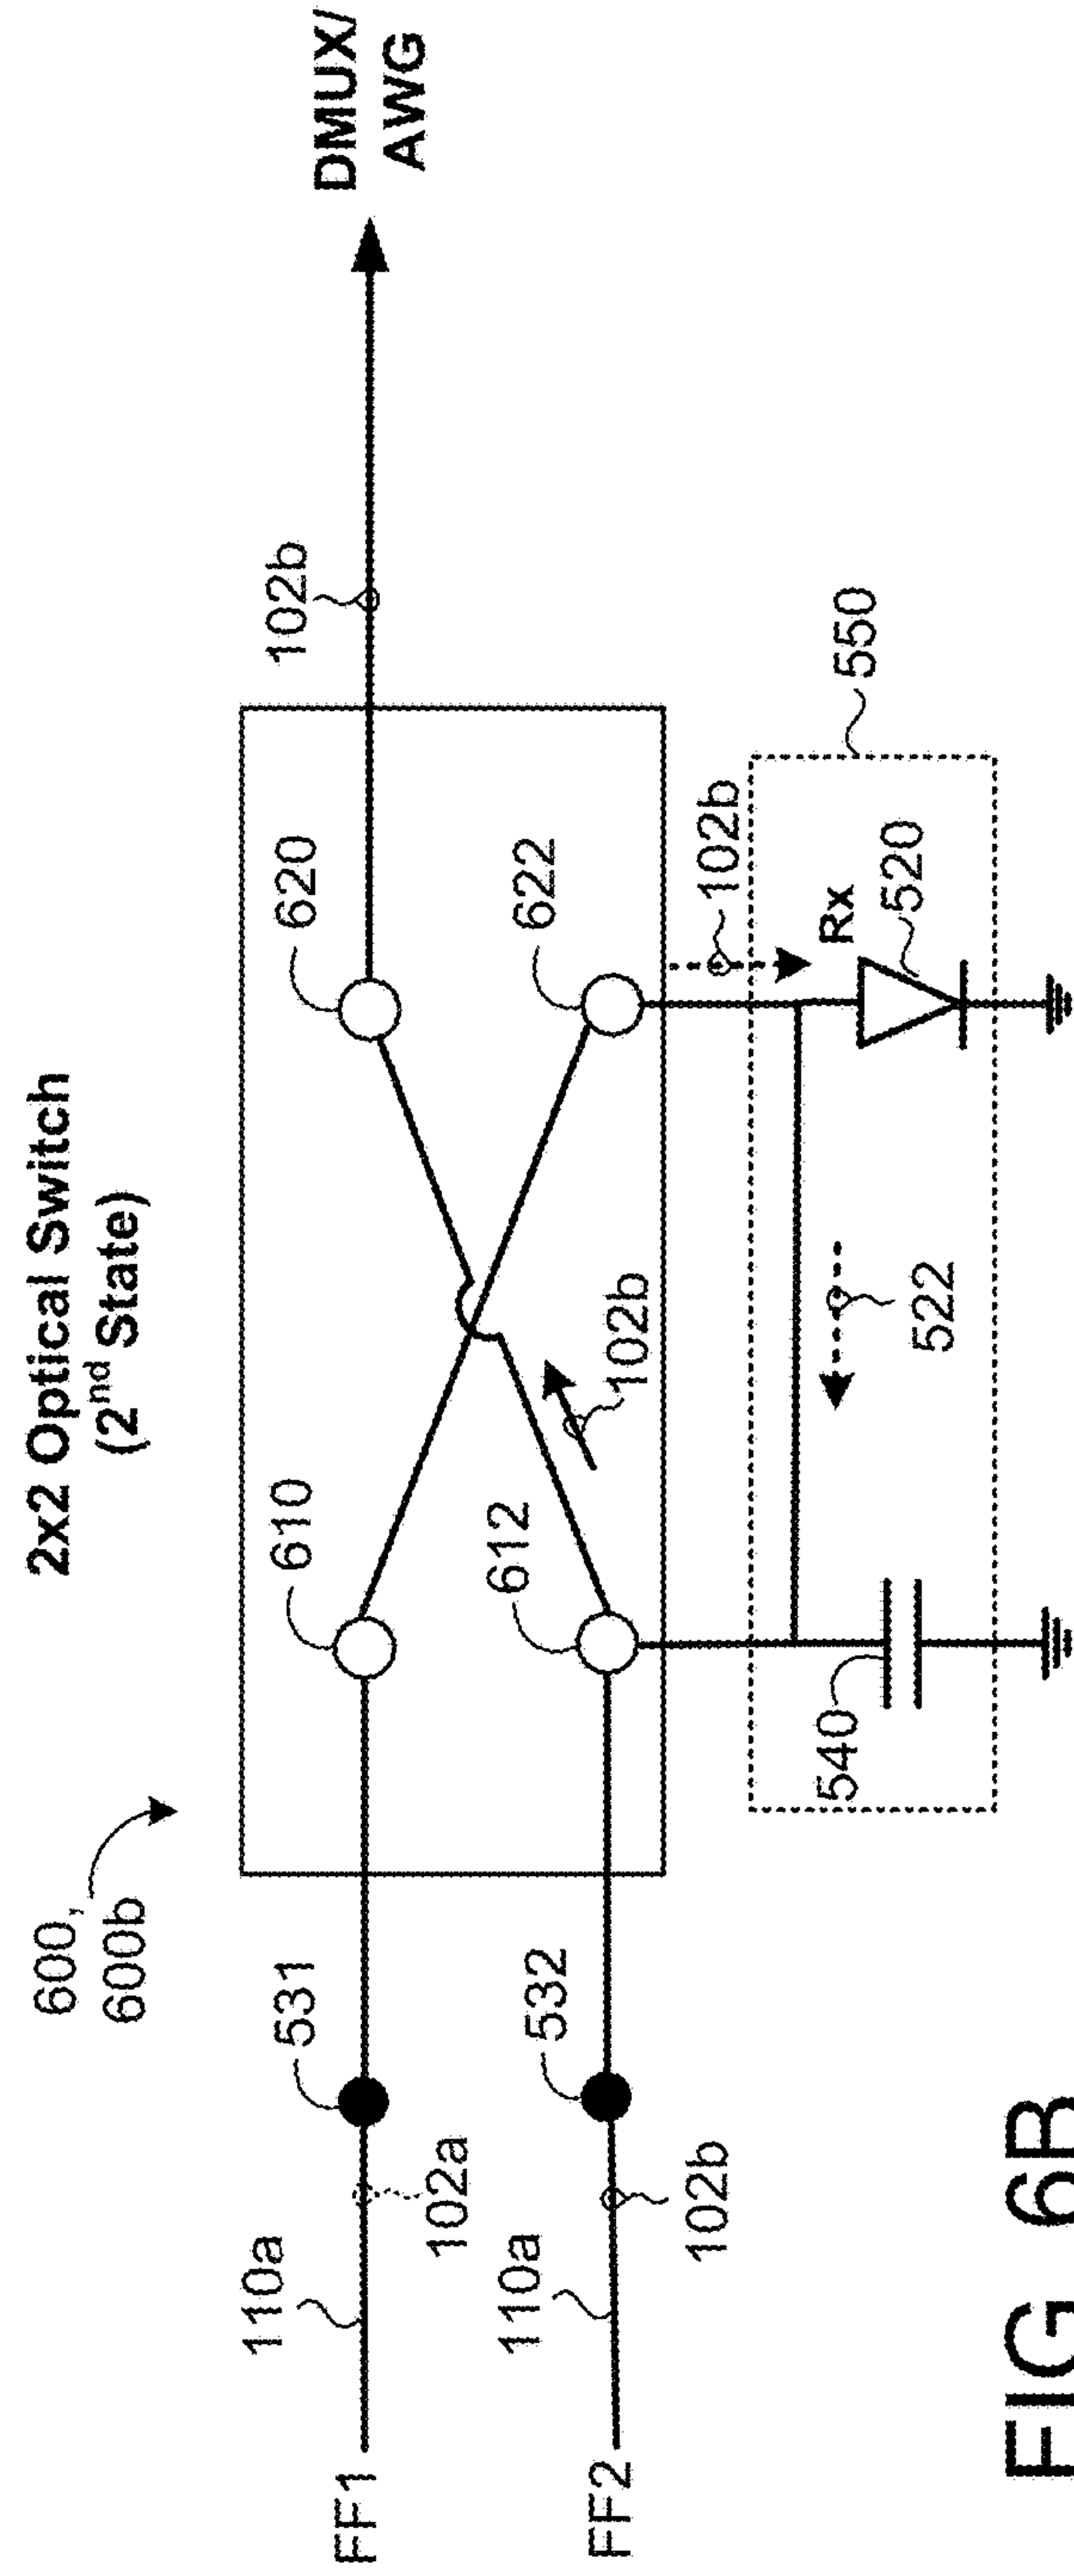 2x2 Optical Switch
(2nd State)
600,
600b
DMUX/
AWG
610
620
102b
531
110a
FF1
102a
612
622
102b
532
110a
FF2
102b
102b
550
Rx
520
540
522
FIG 6B